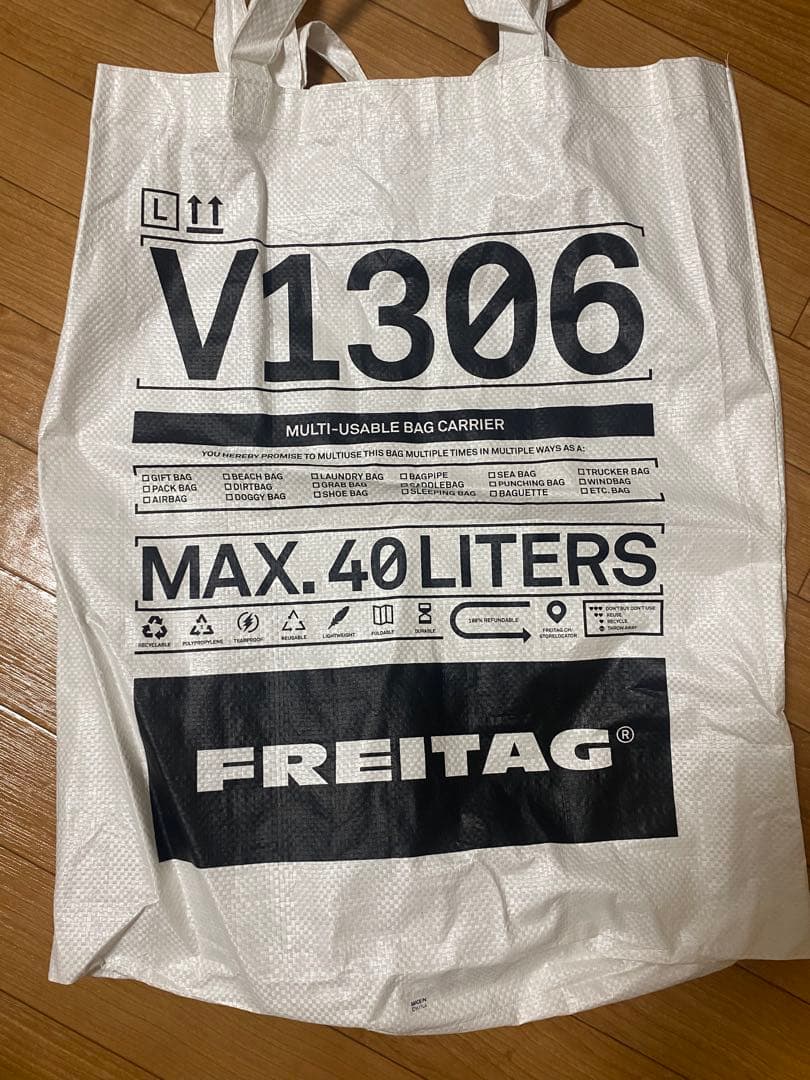 L
V1306
MULTI-USABLE BAG CARRIER
YOU HEREBY PROMISE TO MULTIUSE THIS BAG MULTIPLE TIMES IN MULTIPLE WAYS AS A:
GIFT BAG BEACH BAG LAUNDRY BAG BAGPIPE SEA BAG TRUCKER BAG
PACK BAG DIRTBAG GRAB BAG SADDLEBAG PUNCHING BAG WINDBAG
AIRBAG DOGGY BAG SHOE BAG SLEEPING BAG BAGUETTE ETC. BAG
MAX. 40 LITERS
RECYCLABLE POLYPROPYLENE TEARPROOF REUSABLE LIGHTWEIGHT FOLDABLE DURABLE
100% REFUNDABLE
FREITAG.CH/
STORELOCATOR
DON'T BUY DON'T USE
REUSE
RECYCLE
THROW AWAY
FREITAG®